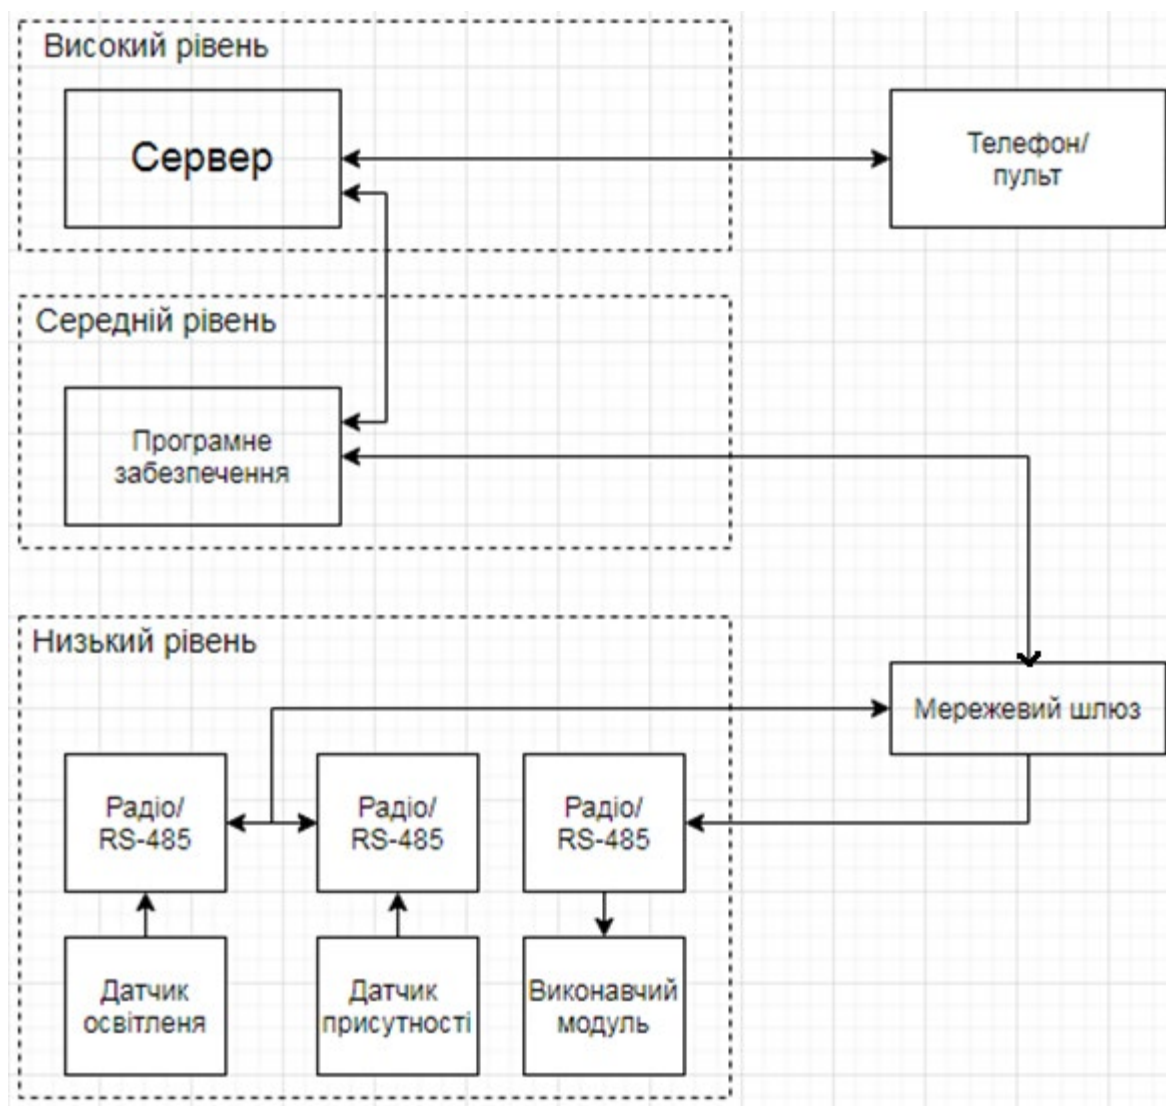 Високий рівень
Сервер
Телефон/
пульт
Середній рівень
Програмне
забезпечення
Низький рівень
Мережевий шлюз
Радіо/
RS-485
Радіо/
RS-485
Радіо/
RS-485
Датчик
освітленя
Датчик
присутності
Виконавчий
модуль